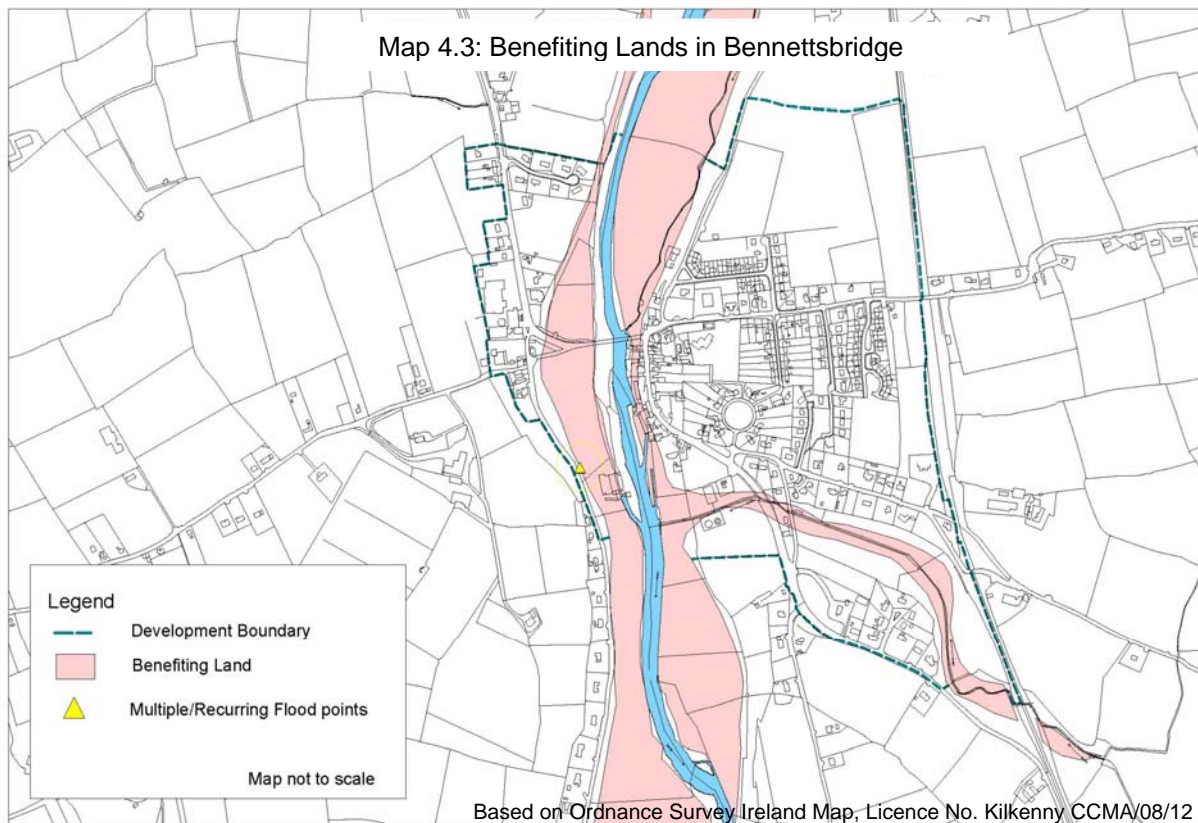 Map 4.3: Benefiting Lands in Bennettsbridge
Legend
Development Boundary
Benefiting Land
Multiple/Recurring Flood points
Map not to scale
Based on Ordnance Survey Ireland Map, Licence No. Kilkenny CCMA/08/12